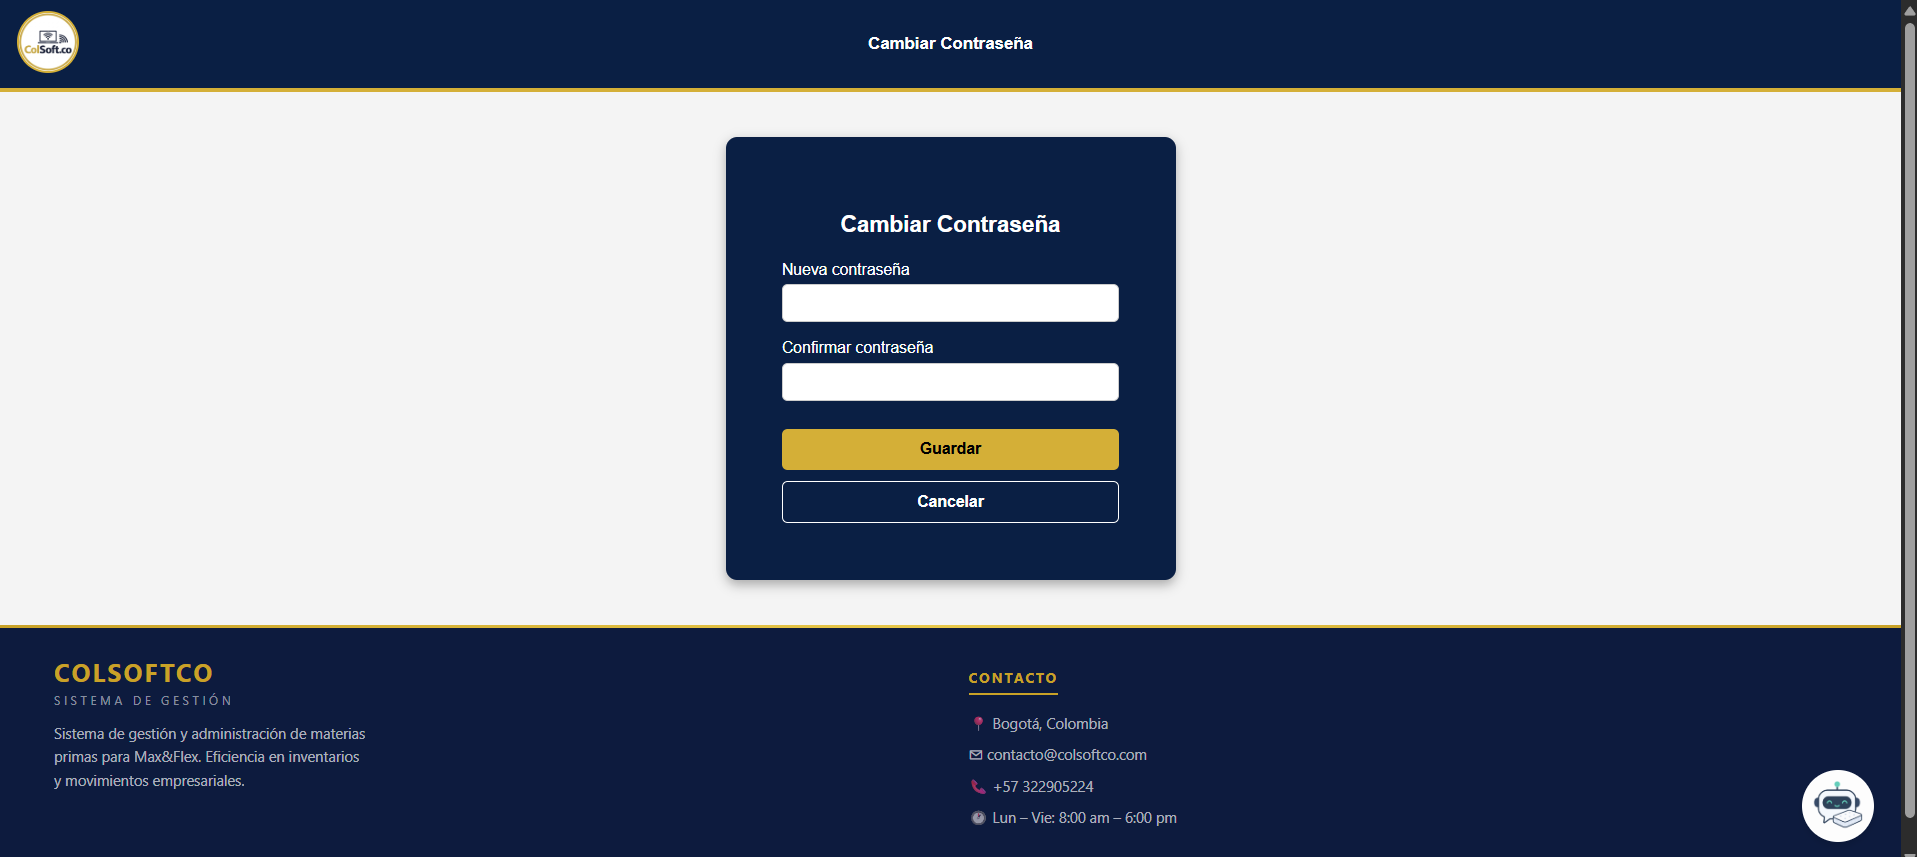 ColSoft.co
Cambiar Contraseña
Cambiar Contraseña
Nueva contraseña
Confirmar contraseña
Guardar
Cancelar
COLSOFTCO
SISTEMA DE GESTIÓN
Sistema de gestión y administración de materias
primas para Max&Flex. Eficiencia en inventarios
y movimientos empresariales.
CONTACTO
Bogotá, Colombia
contacto@colsoftco.com
+57 322905224
Lun – Vie: 8:00 am – 6:00 pm